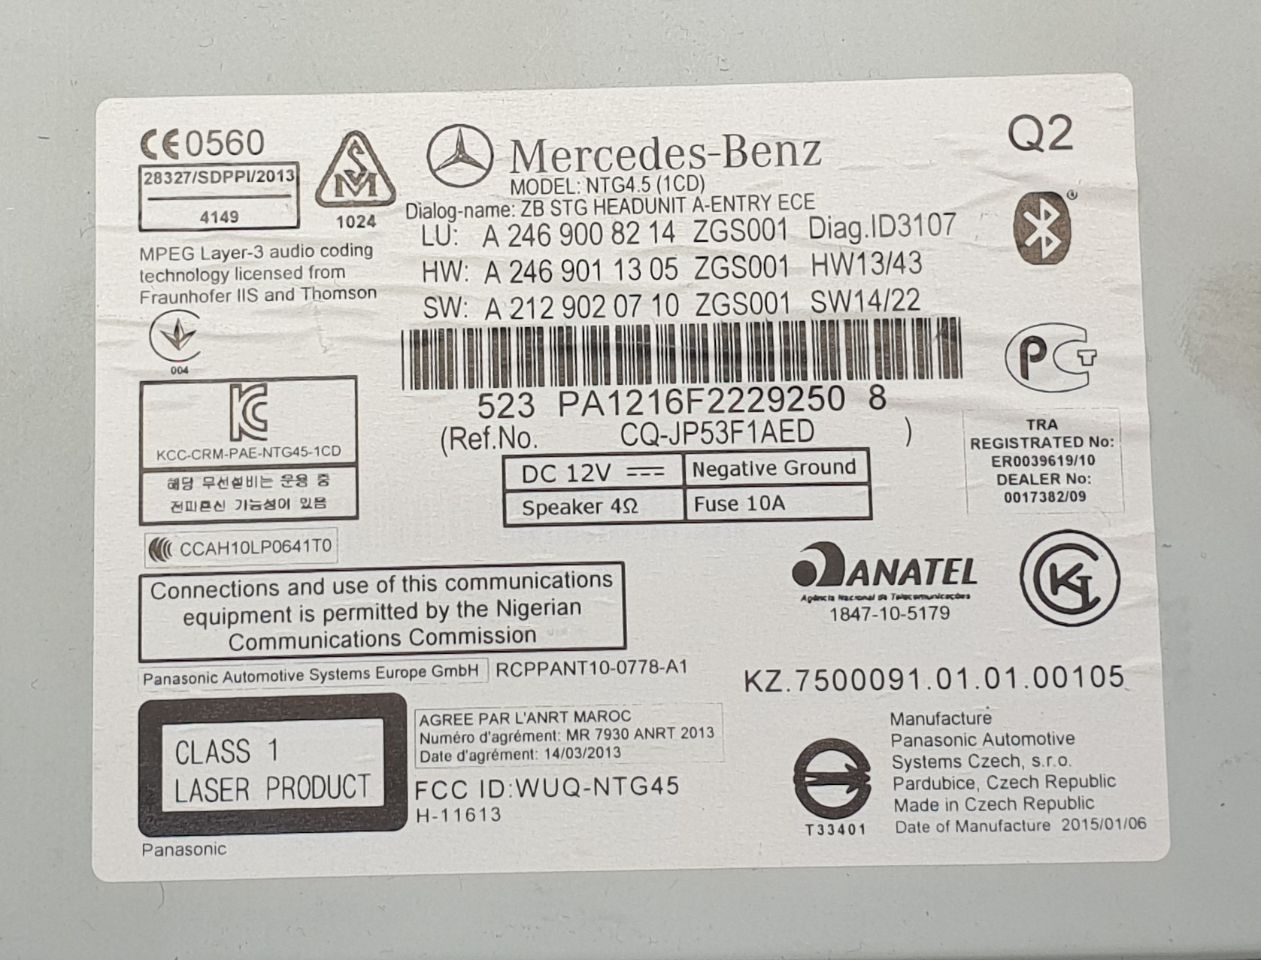 CE0560
28327/SDPPI/2013
4149
SM
1024
Mercedes-Benz
Q2
MODEL: NTG4.5 (1CD)
Dialog-name: ZB STG HEADUNIT A-ENTRY ECE
LU: A 246 900 82 14 ZGS001 Diag.ID3107
HW: A 246 901 13 05 ZGS001 HW13/43
SW: A 212 902 07 10 ZGS001 SW14/22
MPEG Layer-3 audio coding
technology licensed from
Fraunhofer IIS and Thomson
004
523 PA1216F2229250 8
(Ref.No. CQ-JP53F1AED )
DC 12V Negative Ground
Speaker 4Ω Fuse 10A
KC
KCC-CRM-PAE-NTG45-1CD
해당 무선설비는 운용 중
전파혼신 가능성이 있음
CCAH10LP0641T0
PCT
TRA
REGISTRATED No:
ER0039619/10
DEALER No:
0017382/09
Connections and use of this communications
equipment is permitted by the Nigerian
Communications Commission
ANATEL
Agência Nacional de Telecomunicações
1847-10-5179
Panasonic Automotive Systems Europe GmbH RCPPANT10-0778-A1
KZ.7500091.01.01.00105
CLASS 1
LASER PRODUCT
Panasonic
AGREE PAR L'ANRT MAROC
Numéro d'agrément: MR 7930 ANRT 2013
Date d'agrément: 14/03/2013
FCC ID:WUQ-NTG45
H-11613
T33401
Manufacture
Panasonic Automotive
Systems Czech, s.r.o.
Pardubice, Czech Republic
Made in Czech Republic
Date of Manufacture 2015/01/06